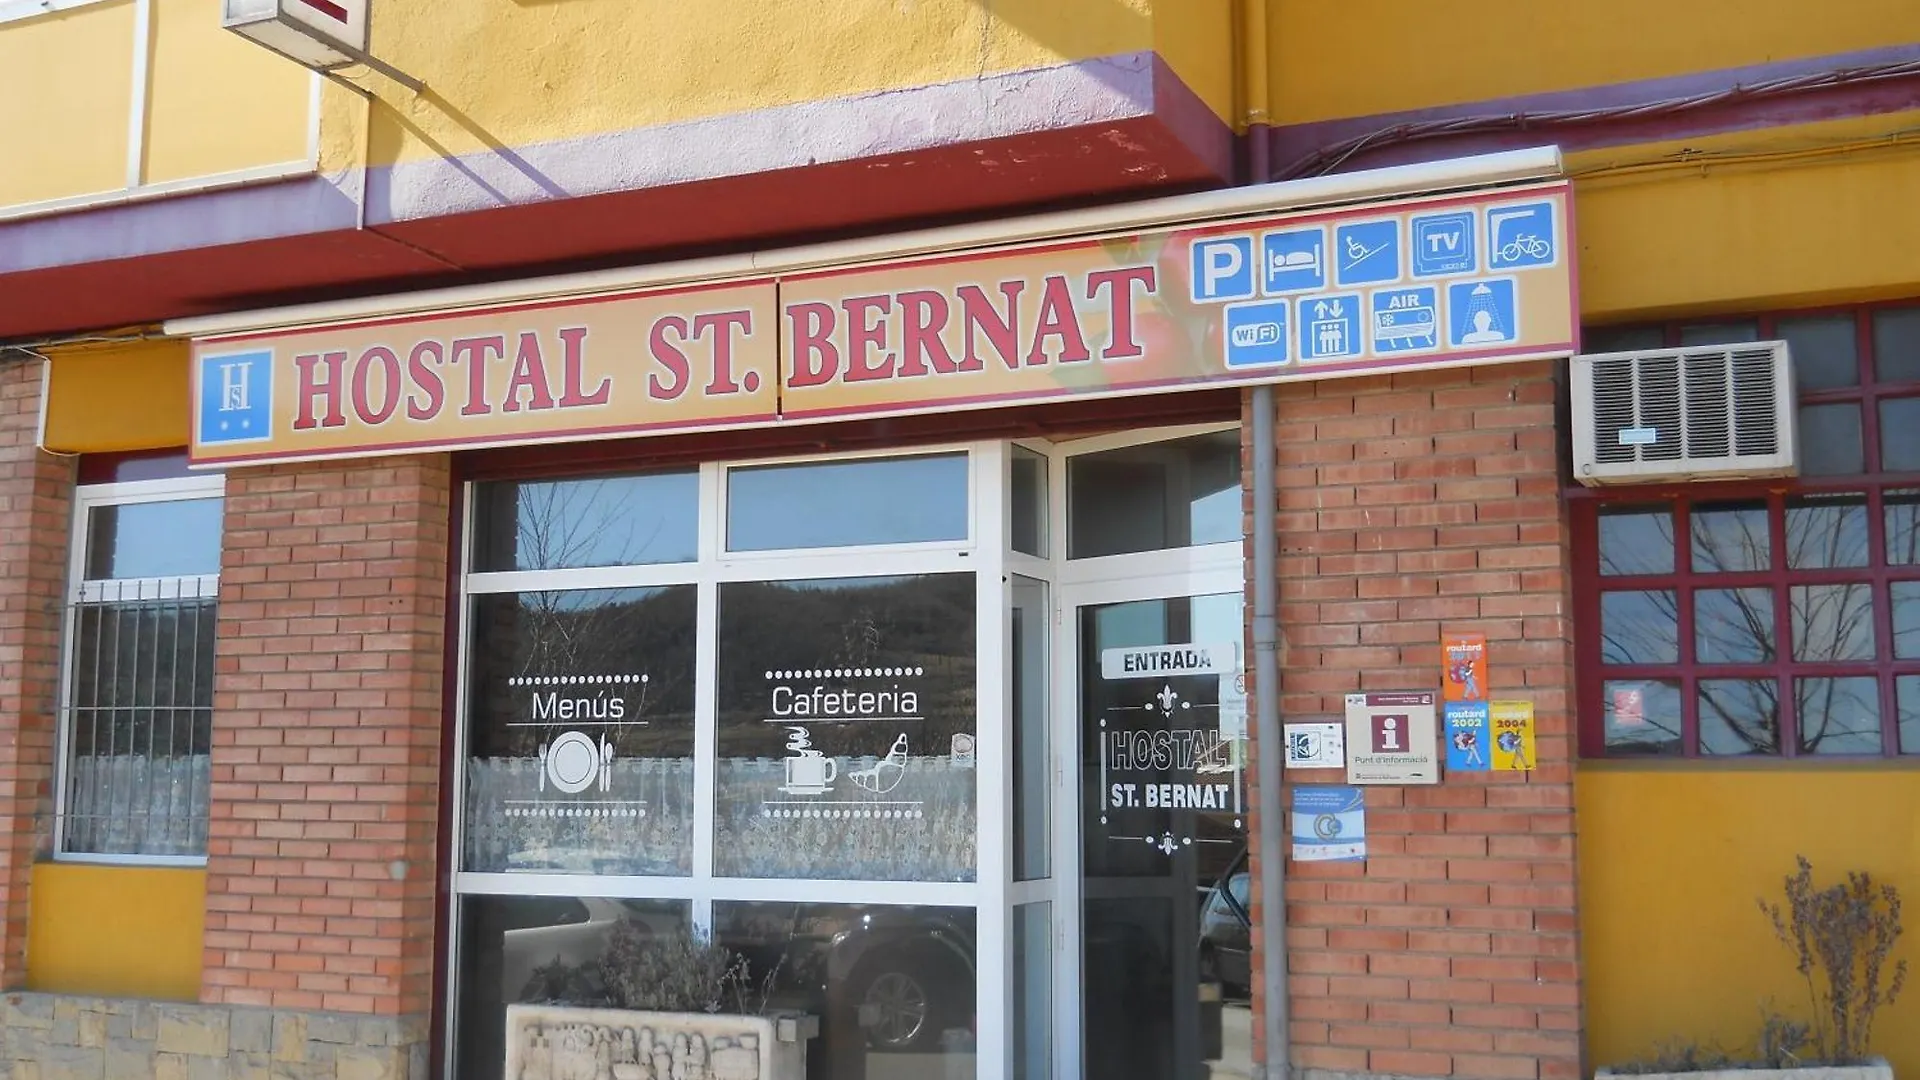 HS
HOSTAL ST. BERNAT
P
TV
WiFi
AIR
Menús
Cafeteria
ENTRADA
HOSTAL
ST. BERNAT
routard
routard
2002
routard
2004
i
Punt d'informació